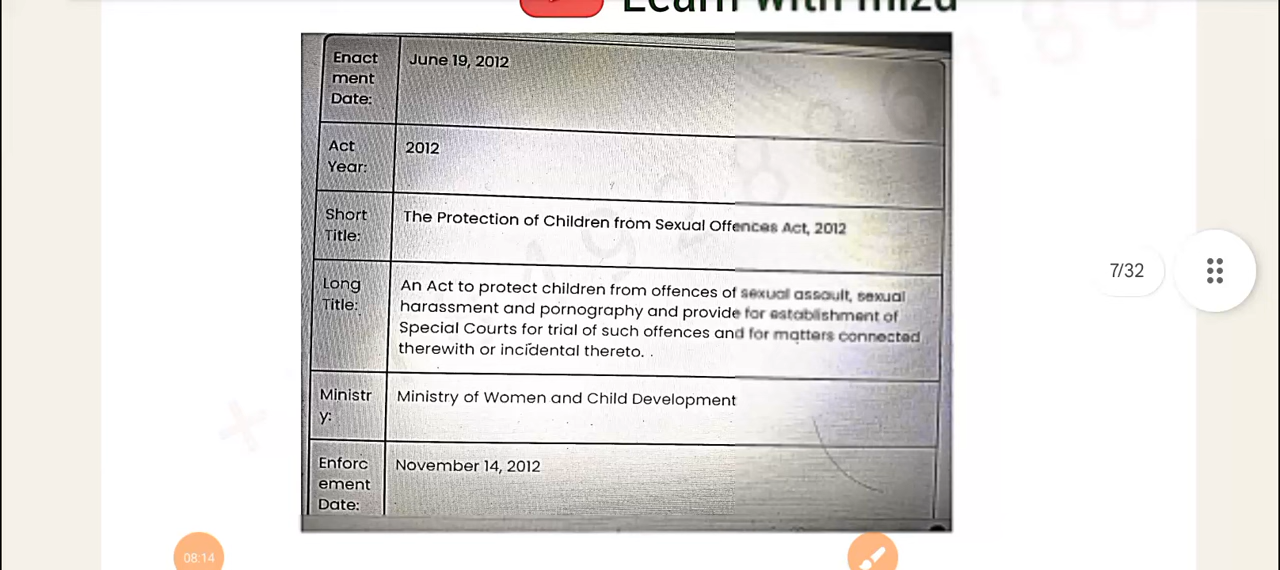 Learn with mizu
Enact
ment
Date:
June 19, 2012
Act
Year:
2012
Short
Title:
The Protection of Children from Sexual Offences Act, 2012
Long
Title:
An Act to protect children from offences of sexual assault, sexual
harassment and pornography and provide for establishment of
Special Courts for trial of such offences and for matters connected
therewith or incidental thereto. .
Ministr
y:
Ministry of Women and Child Development
Enforc
ement
Date:
November 14, 2012
7/32
08:14